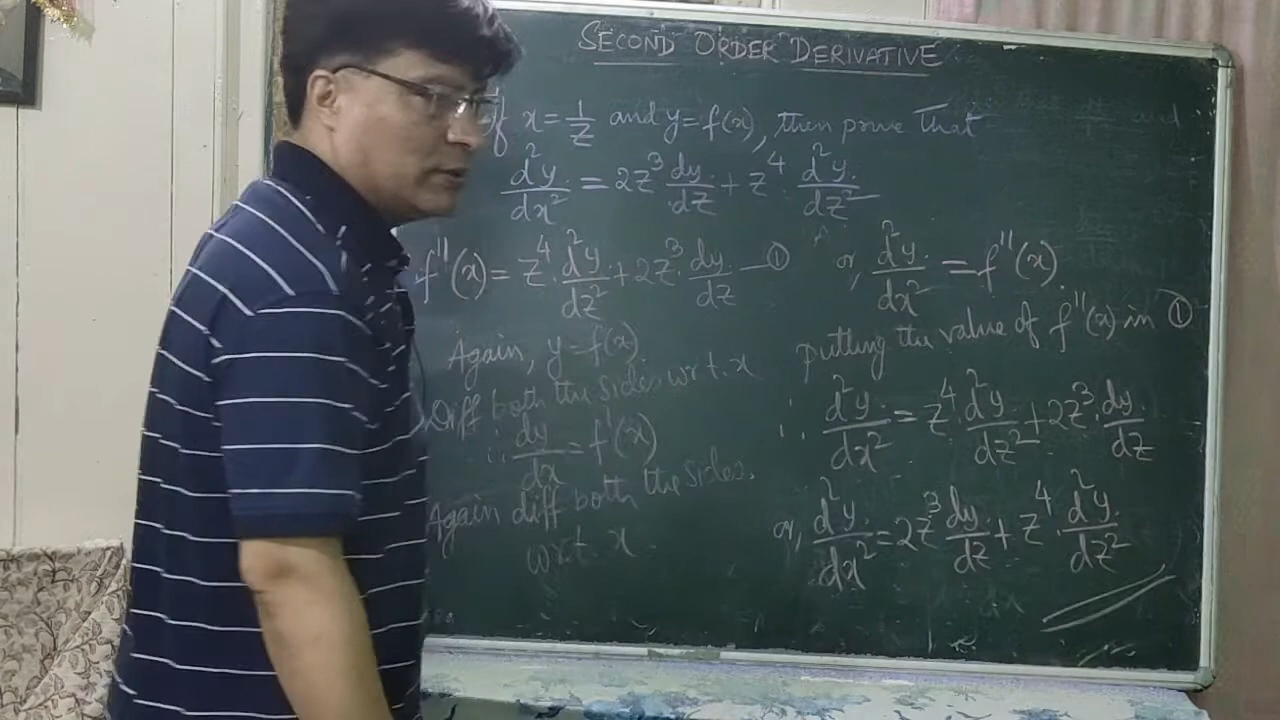 SECOND ORDER DERIVATIVE
If x = 1/z and y = f(x), then prove that
d²y/dx² = 2z³ dy/dz + z⁴. d²y/dz²
f''(x) = z⁴. d²y/dz² + 2z³. dy/dz — ①
Again, y = f(x).
Diff both the sides w.r.t. x
∴ dy/dx = f'(x)
Again diff both the sides.
w.r.t. x.
or, d²y/dx² = f''(x).
putting the value of f''(x) in ①
∴ d²y/dx² = z⁴. d²y/dz² + 2z³. dy/dz
or, d²y/dx² = 2z³ dy/dz + z⁴. d²y/dz²